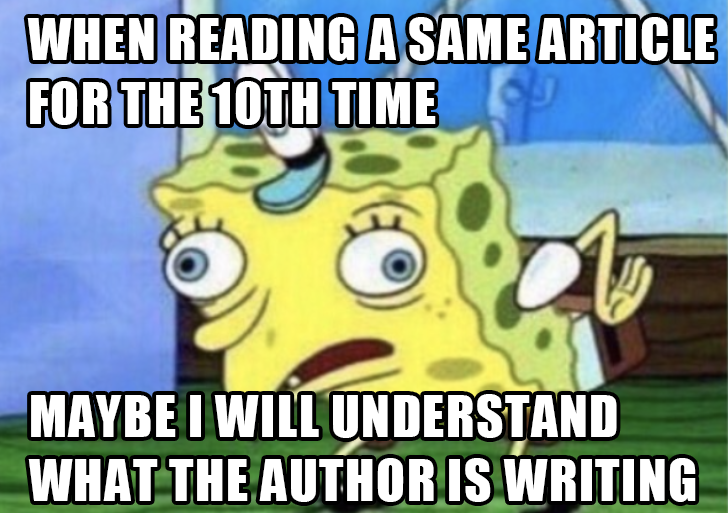 WHEN READING A SAME ARTICLE
FOR THE 10TH TIME
MAYBE I WILL UNDERSTAND
WHAT THE AUTHOR IS WRITING